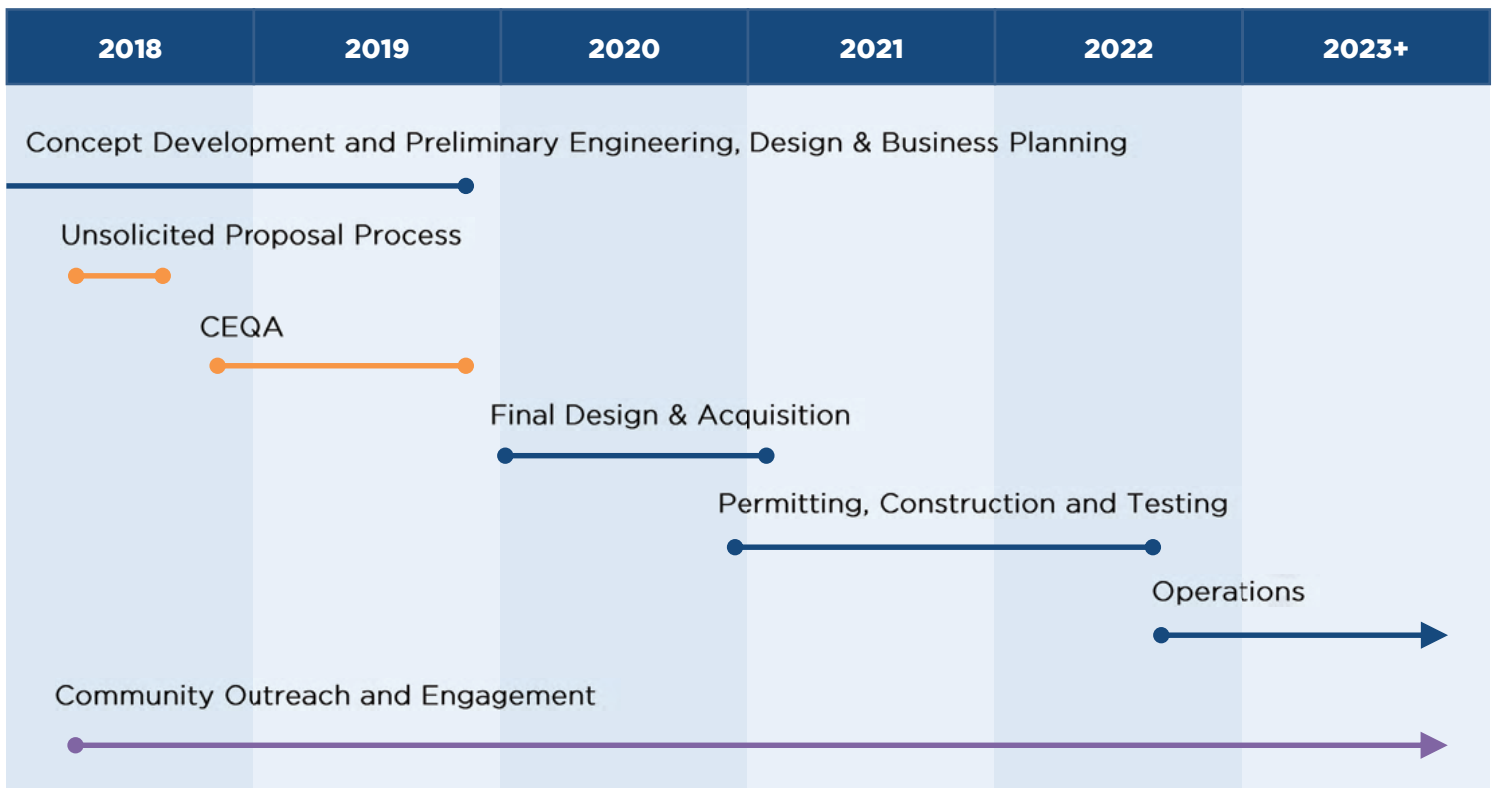 2018 2019 2020 2021 2022 2023+
Concept Development and Preliminary Engineering, Design & Business Planning
Unsolicited Proposal Process
CEQA
Final Design & Acquisition
Permitting, Construction and Testing
Operations
Community Outreach and Engagement